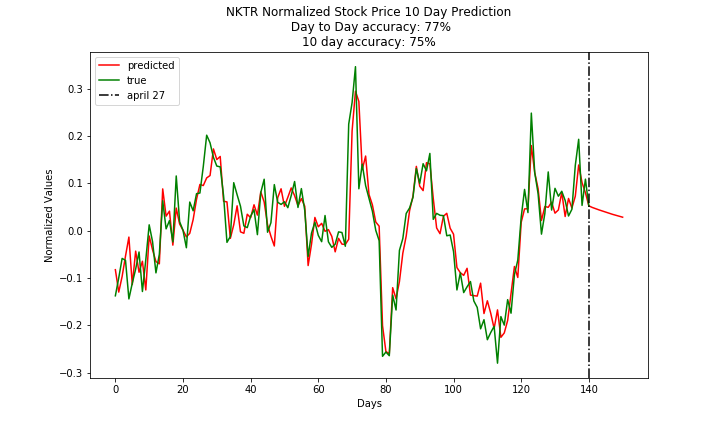 NKTR Normalized Stock Price 10 Day Prediction
Day to Day accuracy: 77%
10 day accuracy: 75%
predicted
true
april 27
Normalized Values
0.3
0.2
0.1
0.0
−0.1
−0.2
−0.3
0 20 40 60 80 100 120 140
Days